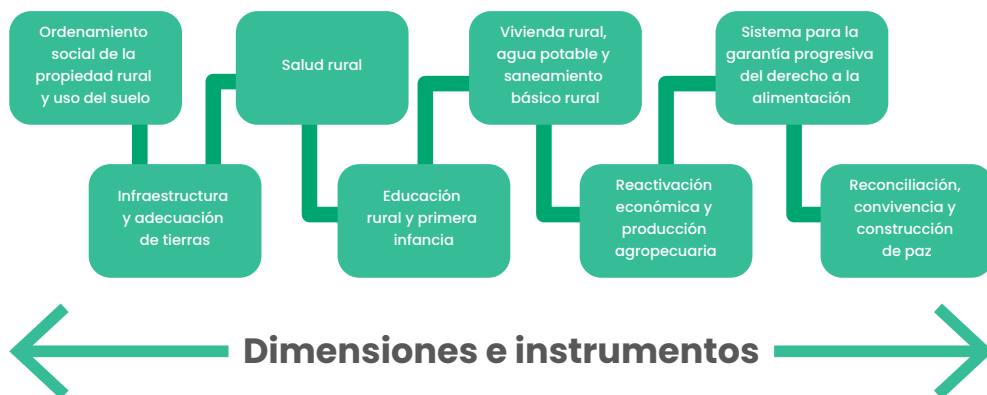 Ordenamiento
social de la
propiedad rural
y uso del suelo
Infraestructura
y adecuación
de tierras
Salud rural
Educación
rural y primera
infancia
Vivienda rural,
agua potable y
saneamiento
básico rural
Reactivación
económica y
producción
agropecuaria
Sistema para la
garantía progresiva
del derecho a la
alimentación
Reconciliación,
convivencia y
construcción
de paz
Dimensiones e instrumentos